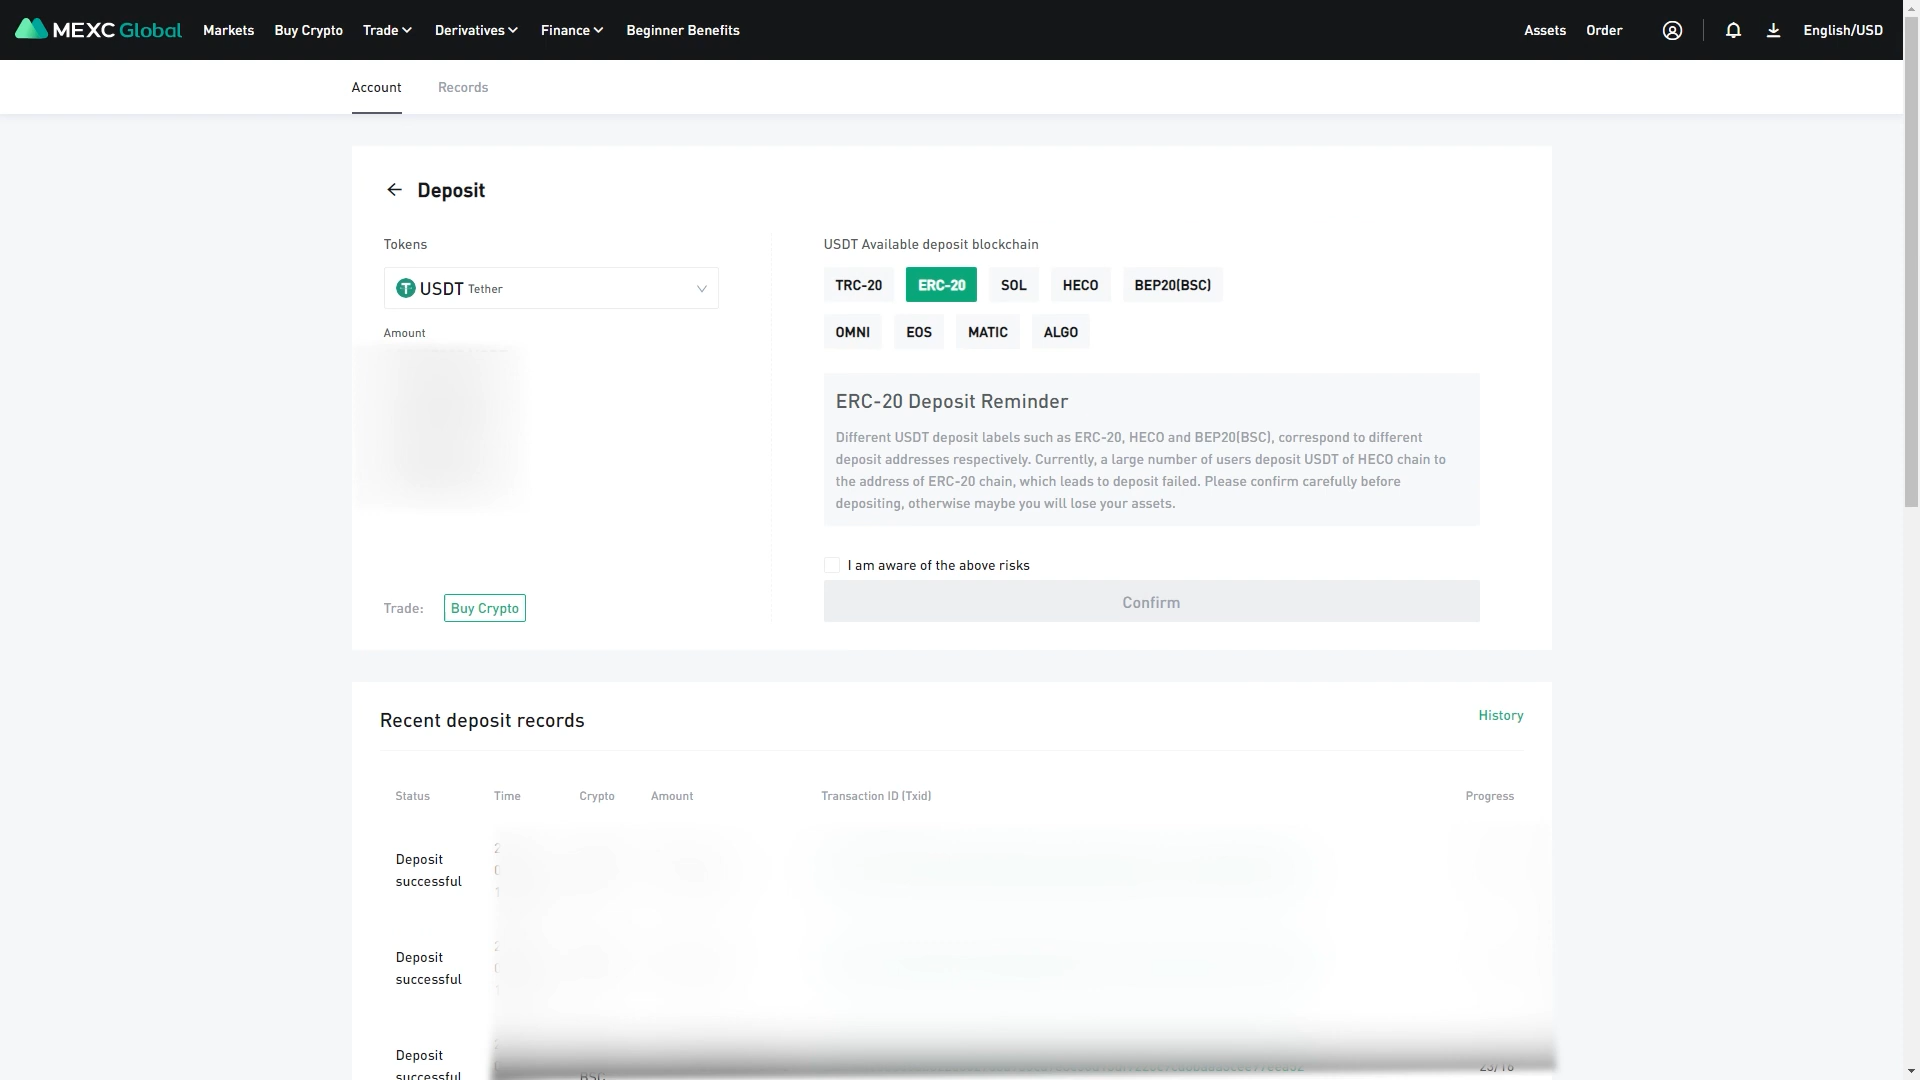 MEXC Global Markets Buy Crypto Trade Derivatives Finance Beginner Benefits Assets Order English/USD
Account Records
Deposit
Tokens
USDT Tether
Amount
Trade: Buy Crypto
USDT Available deposit blockchain
TRC-20 ERC-20 SOL HECO BEP20(BSC)
OMNI EOS MATIC ALGO
ERC-20 Deposit Reminder
Different USDT deposit labels such as ERC-20, HECO and BEP20(BSC), correspond to different
deposit addresses respectively. Currently, a large number of users deposit USDT of HECO chain to
the address of ERC-20 chain, which leads to deposit failed. Please confirm carefully before
depositing, otherwise maybe you will lose your assets.
I am aware of the above risks
Confirm
Recent deposit records History
Status Time Crypto Amount Transaction ID (Txid) Progress
Deposit
successful
Deposit
successful
Deposit
successful